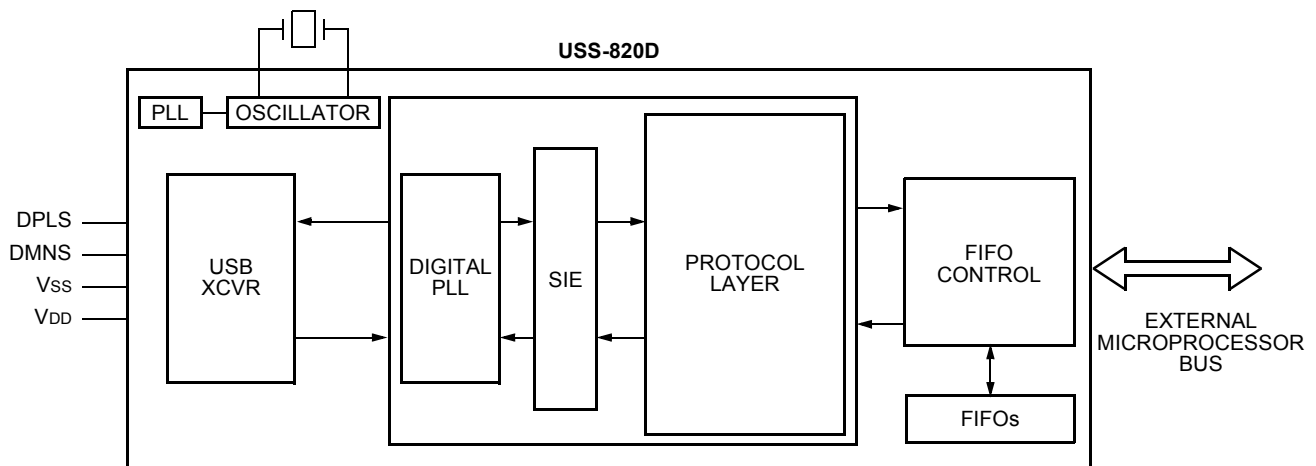 USS-820D
PLL
OSCILLATOR
DPLS
DMNS
VSS
VDD
USB
XCVR
DIGITAL
PLL
SIE
PROTOCOL
LAYER
FIFO
CONTROL
FIFOs
EXTERNAL
MICROPROCESSOR
BUS